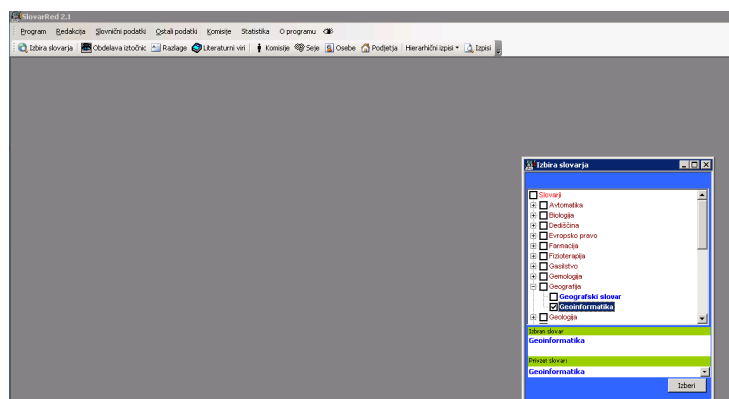 SlovarRed 2.1
Program Redakcija Slovnični podatki Ostali podatki Komisije Statistika O programu
Izbira slovarja Obdelava iztočnic Razlage Literaturni viri Komisije Seje Osebe Podjetja Hierarhični izpisi Izpisi
Izbira slovarja
Slovarji
Avtomatika
Biologija
Dediščina
Evropsko pravo
Farmacija
Fizioterapija
Gasilstvo
Gemologija
Geografija
Geografski slovar
Geoinformatika
Geologija
Izbran slovar
Geoinformatika
Privzet slovar:
Geoinformatika
Izberi